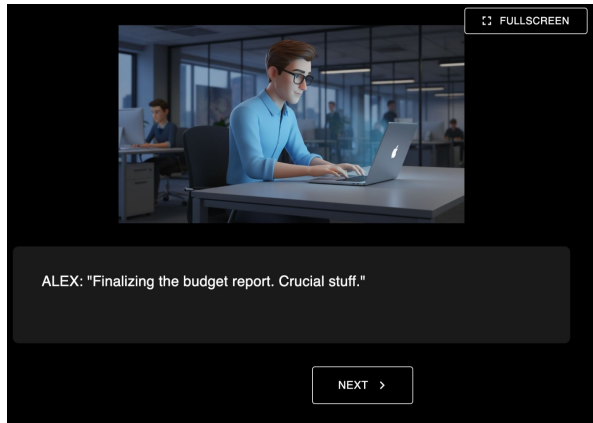 FULLSCREEN
ALEX: "Finalizing the budget report. Crucial stuff."
NEXT